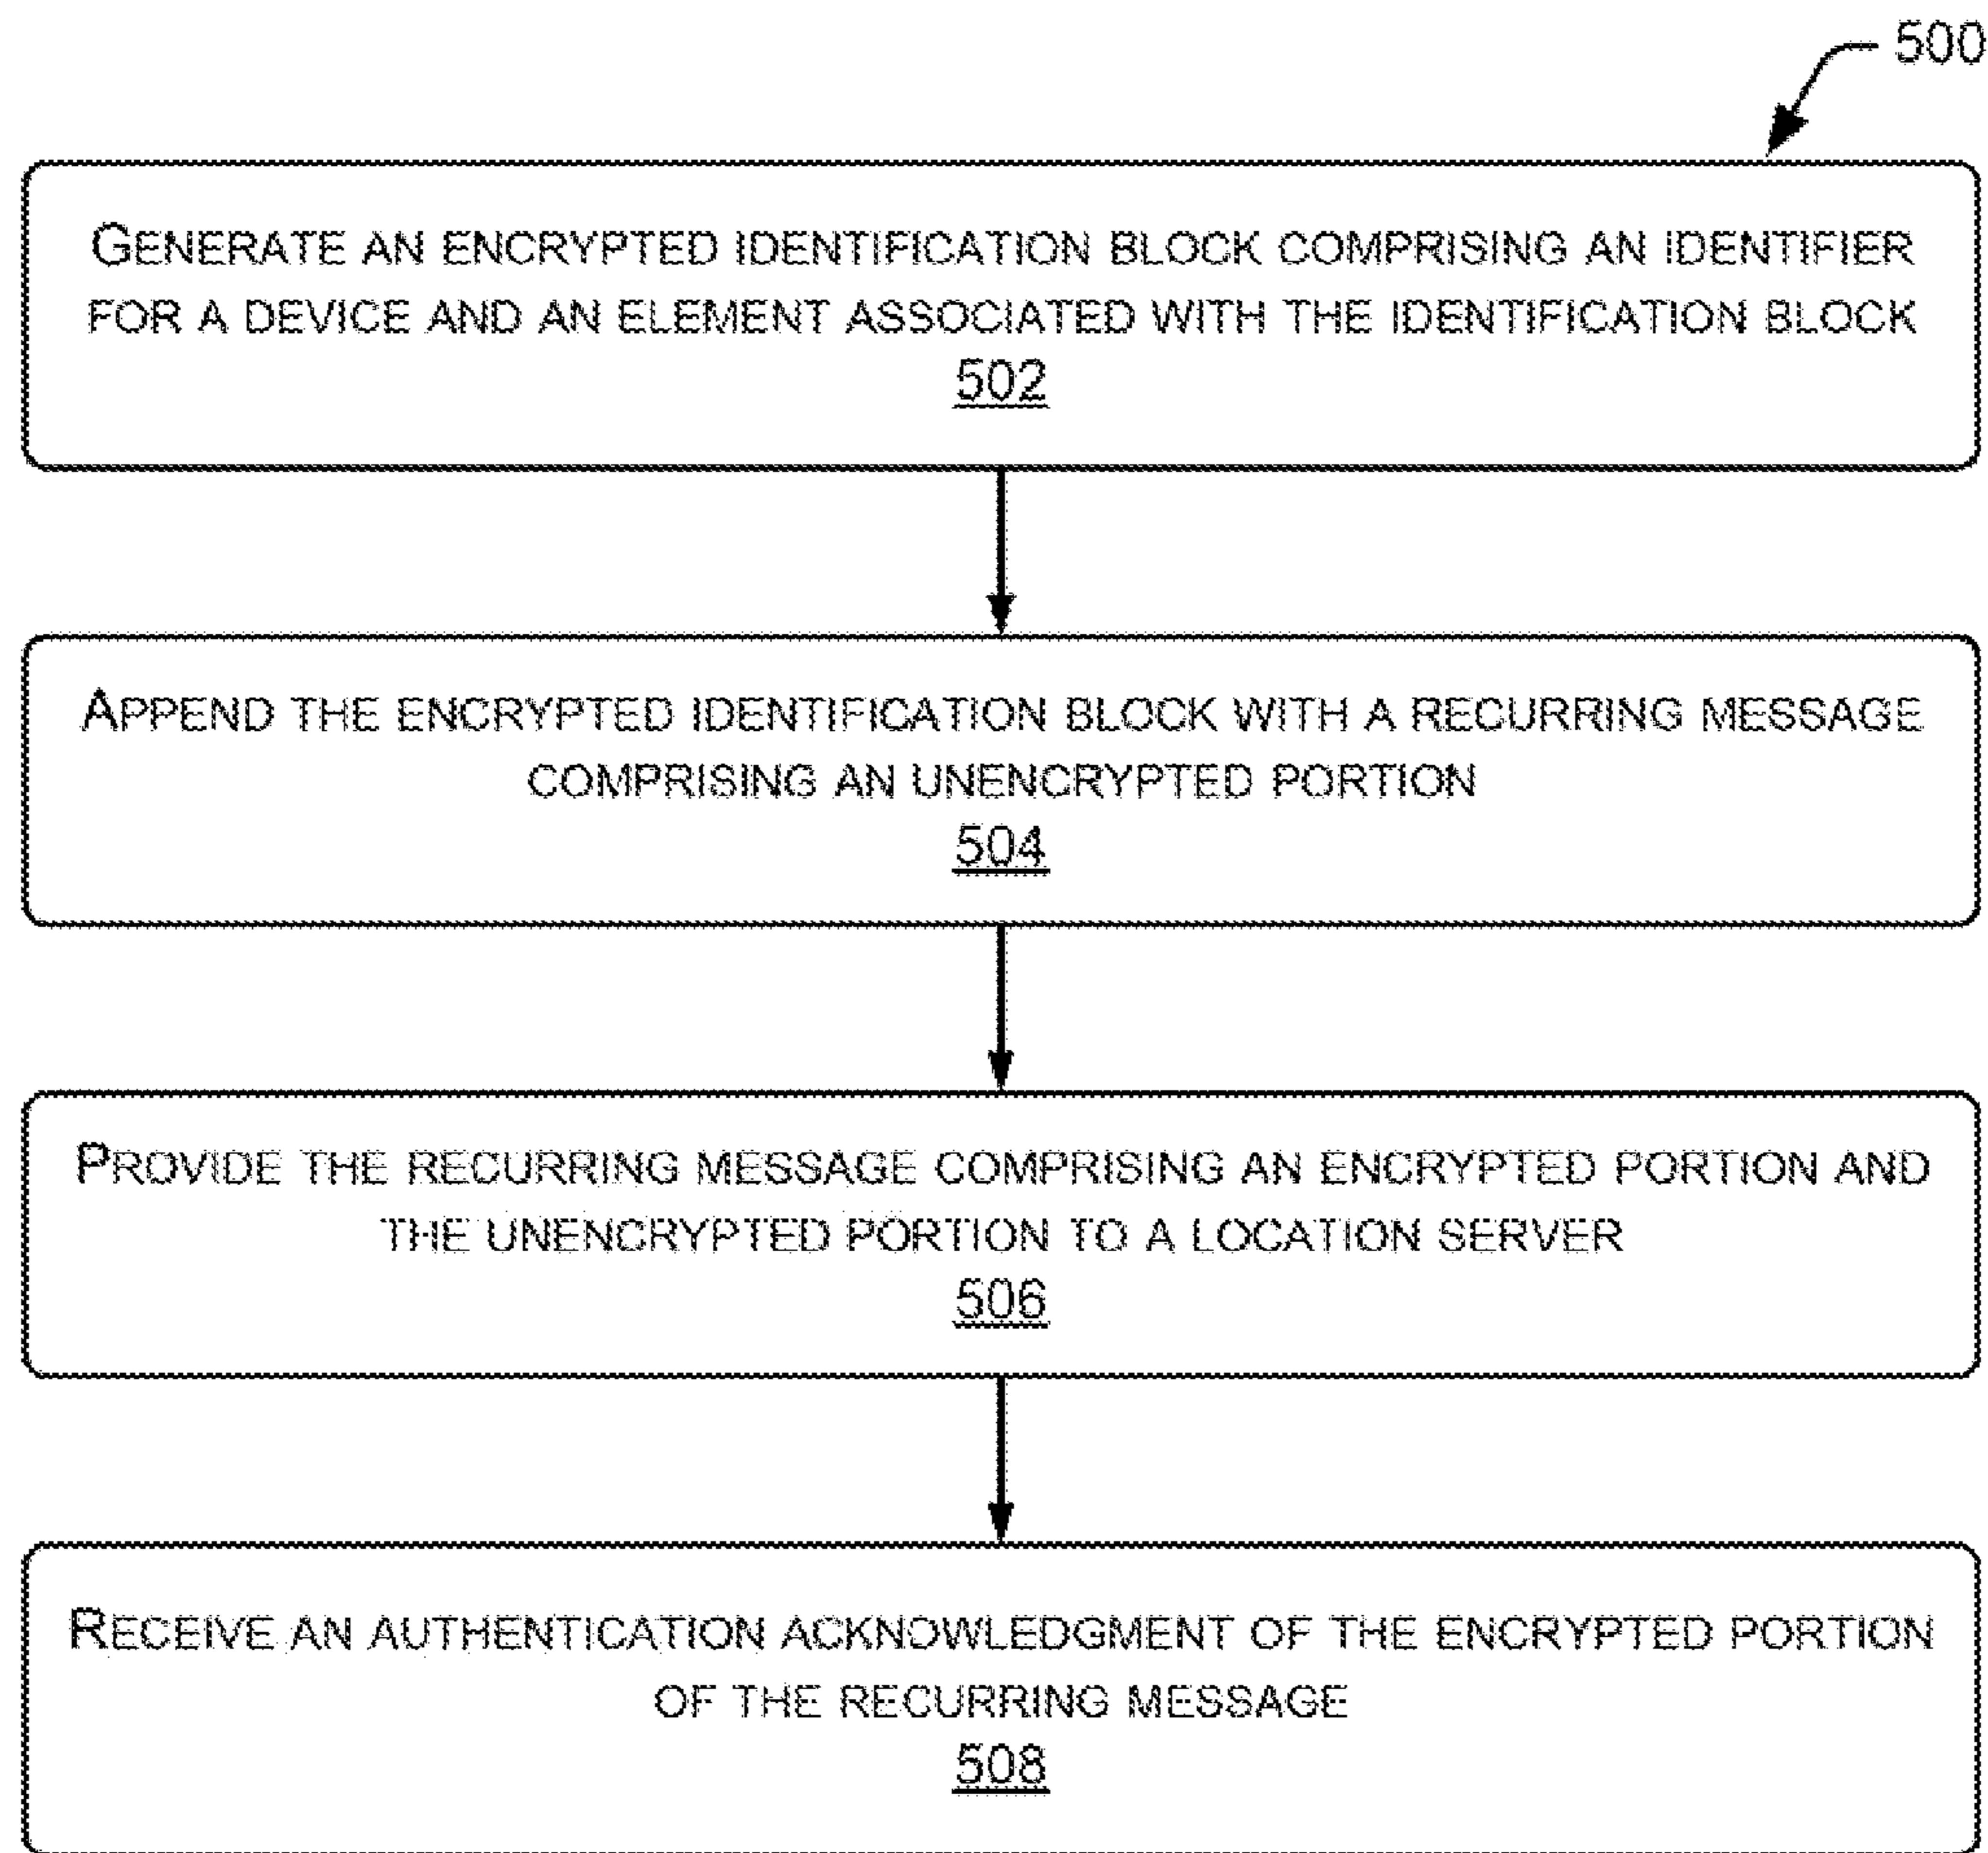 500
GENERATE AN ENCRYPTED IDENTIFICATION BLOCK COMPRISING AN IDENTIFIER
FOR A DEVICE AND AN ELEMENT ASSOCIATED WITH THE IDENTIFICATION BLOCK
502
APPEND THE ENCRYPTED IDENTIFICATION BLOCK WITH A RECURRING MESSAGE
COMPRISING AN UNENCRYPTED PORTION
504
PROVIDE THE RECURRING MESSAGE COMPRISING AN ENCRYPTED PORTION AND
THE UNENCRYPTED PORTION TO A LOCATION SERVER
506
RECEIVE AN AUTHENTICATION ACKNOWLEDGMENT OF THE ENCRYPTED PORTION
OF THE RECURRING MESSAGE
508